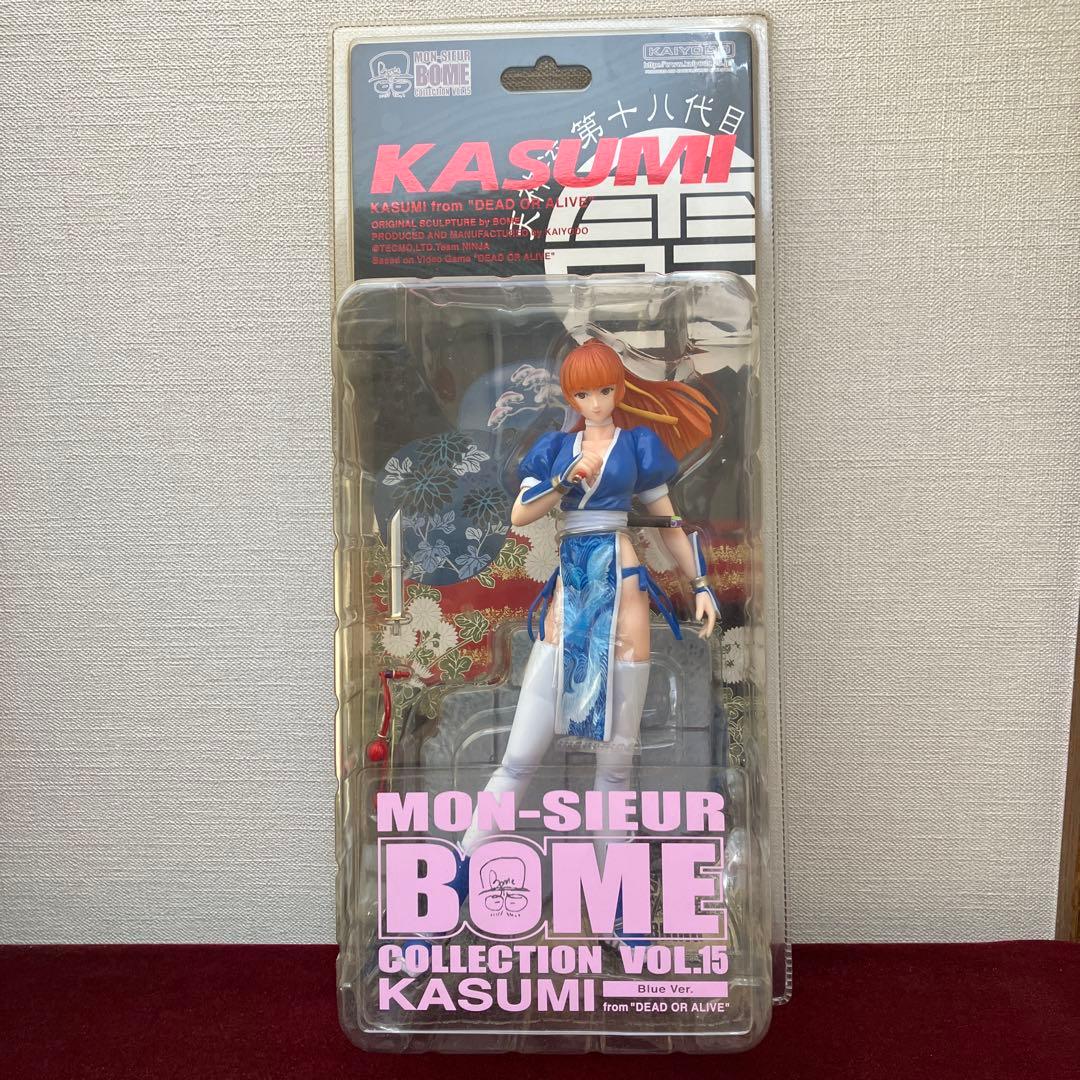 MON-SIEUR
BOME
COLLECTION VOL.15
KAIYODO
第十八代目
KASUMI
KASUMI from "DEAD OR ALIVE"
ORIGINAL SCULPTURE by BOME
PRODUCED AND MANUFACTURED by KAIYODO
©TECMO,LTD.Team NINJA
Based on Video Game "DEAD OR ALIVE"
MON-SIEUR
BOME
Bome
COLLECTION VOL.15
KASUMI
Blue Ver.
from "DEAD OR ALIVE"